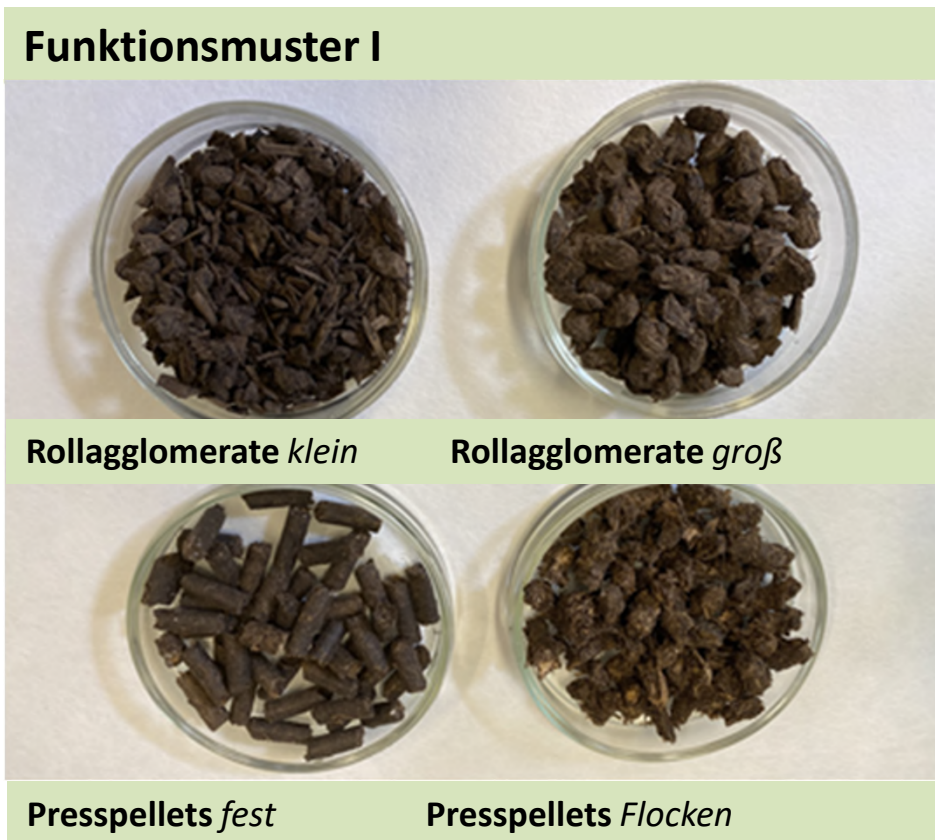 Funktionsmuster I
Rollagglomerate klein
Rollagglomerate groß
Presspellets fest
Presspellets Flocken